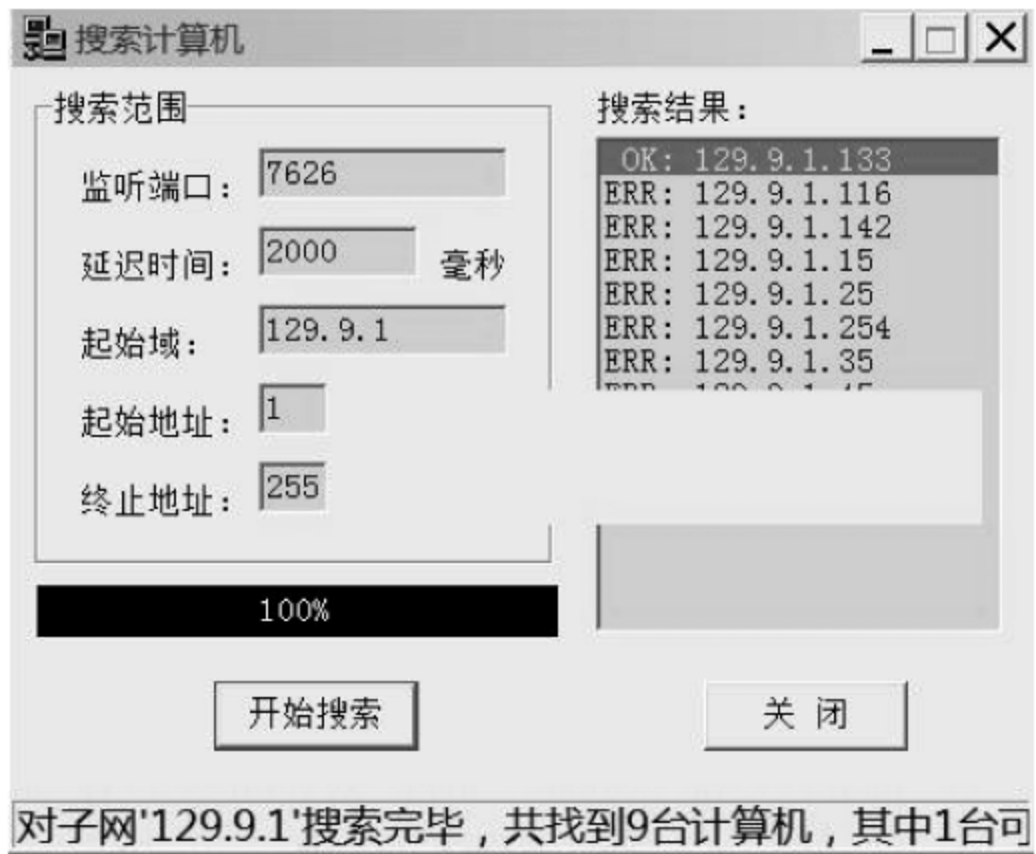 搜索计算机
搜索范围
监听端口：
7626
延迟时间：
2000
毫秒
起始域：
129.9.1
起始地址：
1
终止地址：
255
100%
开始搜索
搜索结果：
OK: 129.9.1.133
ERR: 129.9.1.116
ERR: 129.9.1.142
ERR: 129.9.1.15
ERR: 129.9.1.25
ERR: 129.9.1.254
ERR: 129.9.1.35
关 闭
对子网'129.9.1'搜索完毕，共找到9台计算机，其中1台可